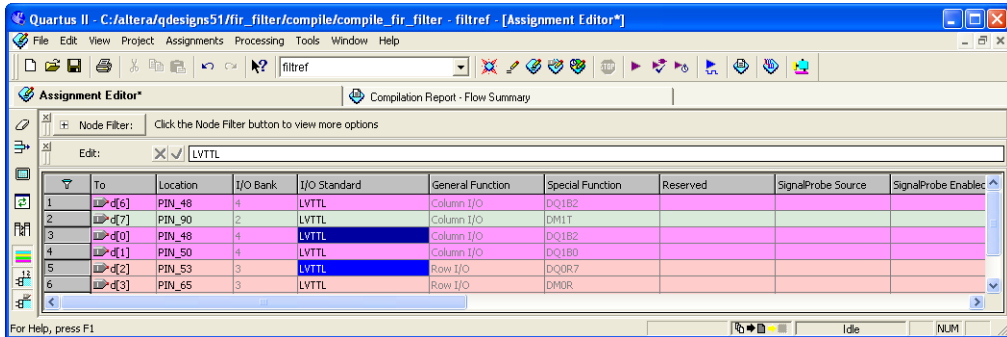 Quartus II - C:/altera/qdesigns51/fir_filter/compile/compile_fir_filter - filtref - [Assignment Editor*]
File Edit View Project Assignments Processing Tools Window Help
filtref
STOP
Assignment Editor* Compilation Report - Flow Summary
Node Filter: Click the Node Filter button to view more options
Edit: LVTTL
To Location I/O Bank I/O Standard General Function Special Function Reserved SignalProbe Source SignalProbe Enabled
1 d[6] PIN_48 4 LVTTL Column I/O DQ1B2
2 d[7] PIN_90 2 LVTTL Column I/O DM1T
3 d[0] PIN_48 4 LVTTL Column I/O DQ1B2
4 d[1] PIN_50 4 LVTTL Column I/O DQ1B0
5 d[2] PIN_53 3 LVTTL Row I/O DQ0R7
6 d[3] PIN_65 3 LVTTL Row I/O DM0R
For Help, press F1 Idle NUM